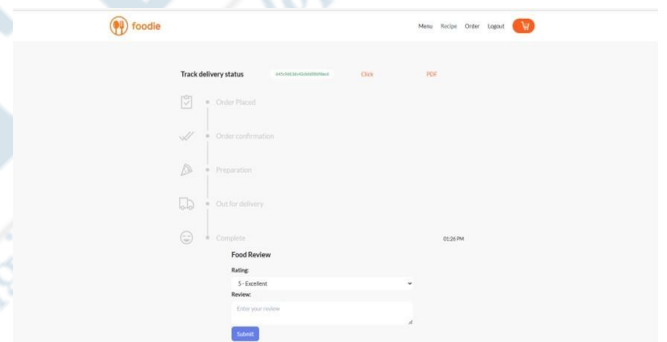 foodie
Menu Recipe Order Logout
Track delivery status Click PDF
Order Placed
Order confirmation
Preparation
Out for delivery
Complete 01:26 PM
Food Review
Rating:
5 - Excellent
Review:
Enter your review
Submit